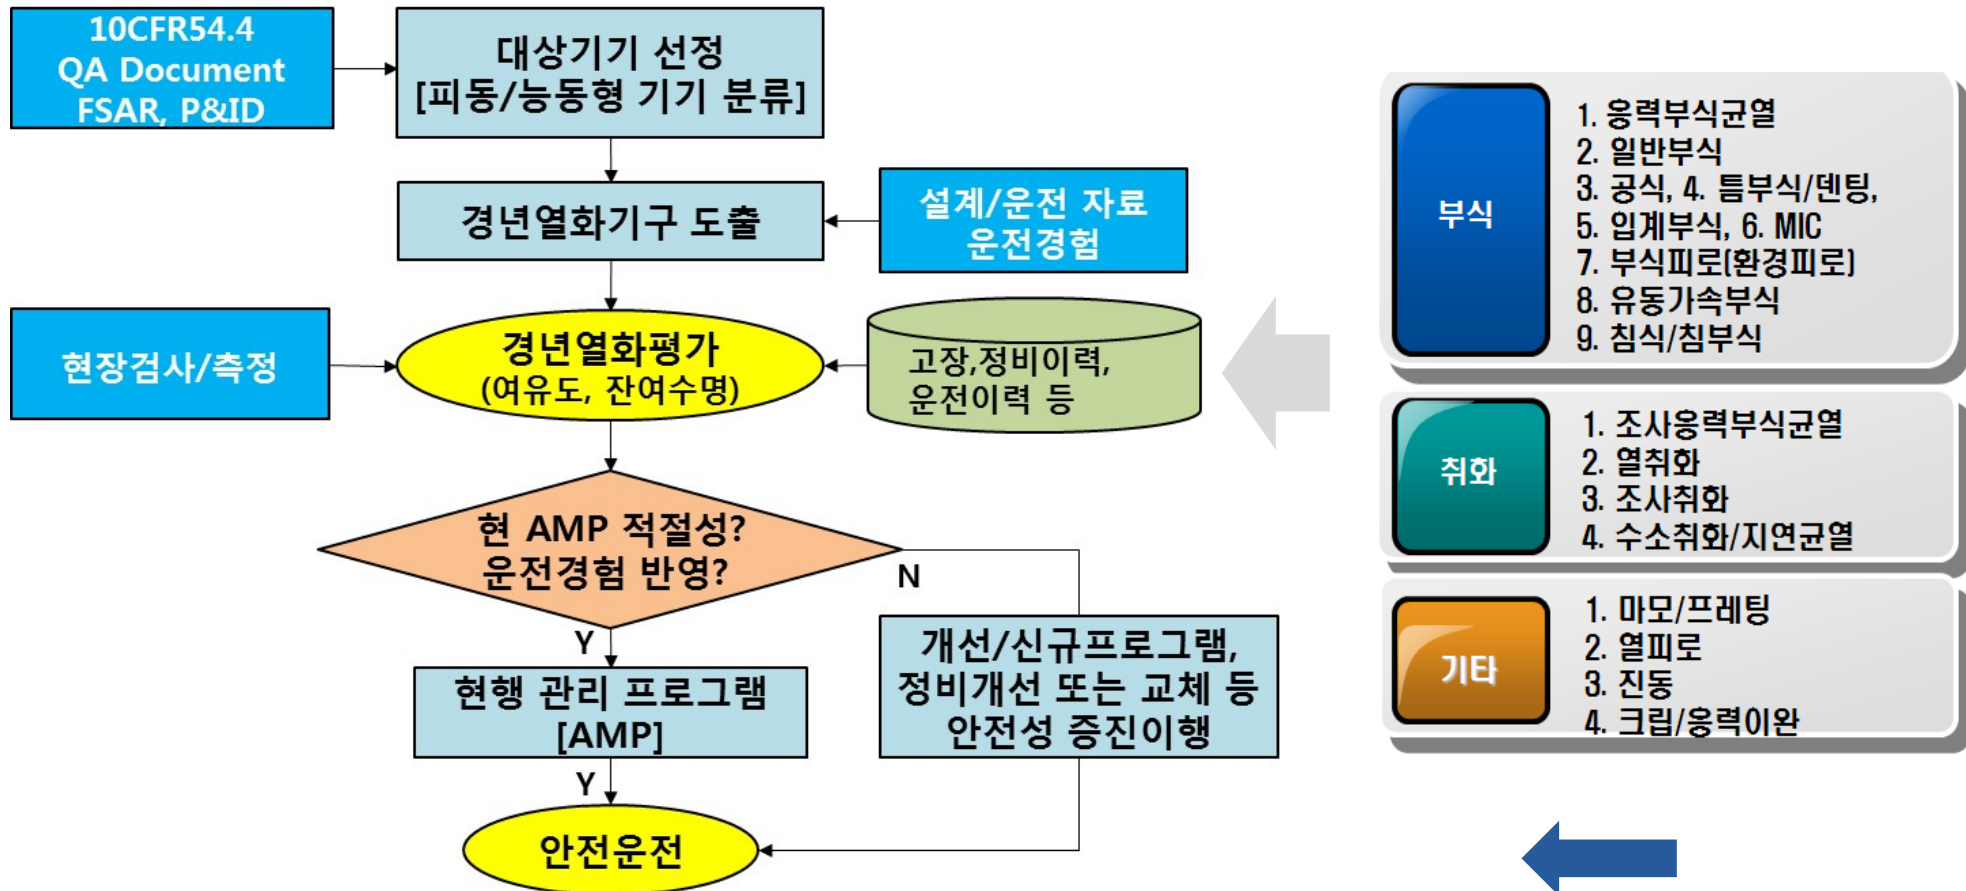 10CFR54.4
QA Document
FSAR, P&ID
대상기기 선정
[피동/능동형 기기 분류]
경년열화기구 도출
설계/운전 자료
운전경험
현장검사/측정
경년열화평가
(여유도, 잔여수명)
고장,정비이력,
운전이력 등
현 AMP 적절성?
운전경험 반영?
N
Y
현행 관리 프로그램
[AMP]
개선/신규프로그램,
정비개선 또는 교체 등
안전성 증진이행
Y
안전운전
부식
1. 응력부식균열
2. 일반부식
3. 공식, 4. 틈부식/덴팅,
5. 입계부식, 6. MIC
7. 부식피로(환경피로)
8. 유동가속부식
9. 침식/침부식
취화
1. 조사응력부식균열
2. 열취화
3. 조사취화
4. 수소취화/지연균열
기타
1. 마모/프레팅
2. 열피로
3. 진동
4. 크립/응력이완